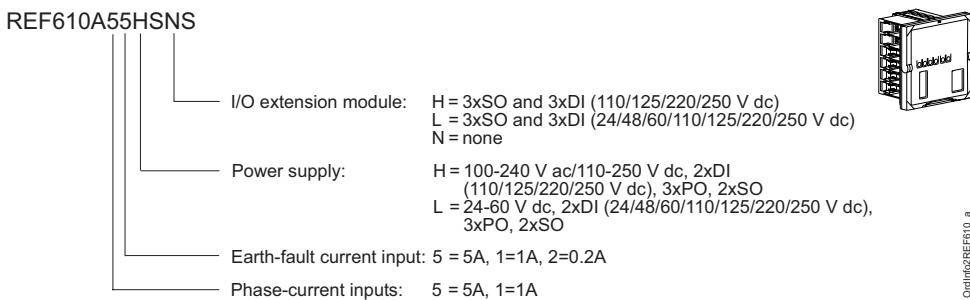 REF610A55HSNS
I/O extension module: H = 3xSO and 3xDI (110/125/220/250 V dc)
L = 3xSO and 3xDI (24/48/60/110/125/220/250 V dc)
N = none
Power supply: H = 100-240 V ac/110-250 V dc, 2xDI
(110/125/220/250 V dc), 3xPO, 2xSO
L = 24-60 V dc, 2xDI (24/48/60/110/125/220/250 V dc),
3xPO, 2xSO
Earth-fault current input: 5 = 5A, 1=1A, 2=0.2A
Phase-current inputs: 5 = 5A, 1=1A
OrdInfo2REF610_a